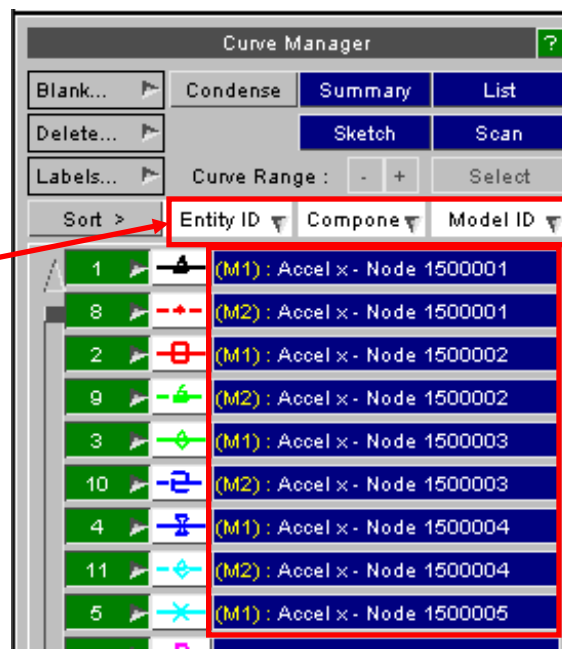 Curve Manager ?
Blank... Condense Summary List
Delete... Sketch Scan
Labels... Curve Range : - + Select
Sort > Entity ID Compone Model ID
1 (M1) : Accel x - Node 1500001
8 (M2) : Accel x - Node 1500001
2 (M1) : Accel x - Node 1500002
9 (M2) : Accel x - Node 1500002
3 (M1) : Accel x - Node 1500003
10 (M2) : Accel x - Node 1500003
4 (M1) : Accel x - Node 1500004
11 (M2) : Accel x - Node 1500004
5 (M1) : Accel x - Node 1500005